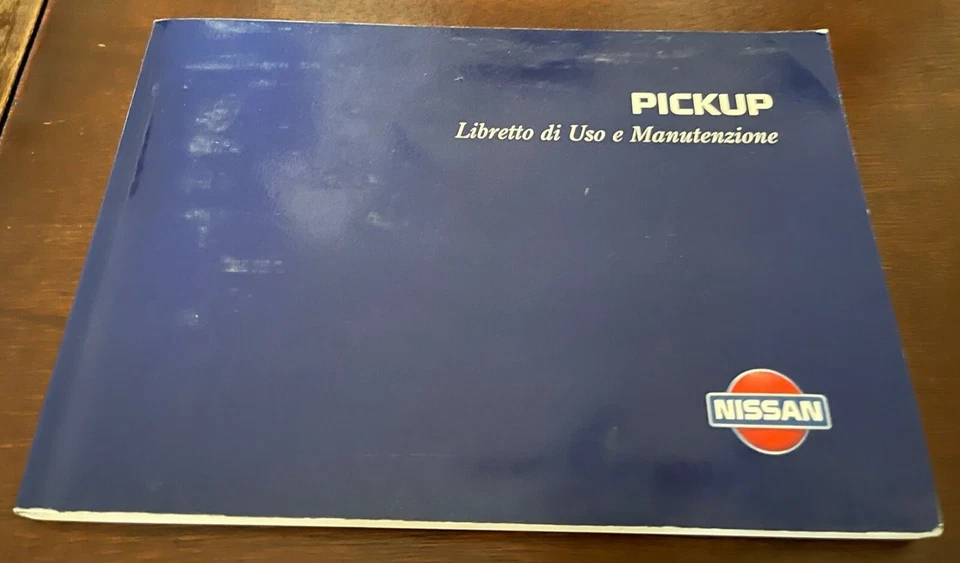 PICKUP
Libretto di Uso e Manutenzione
NISSAN